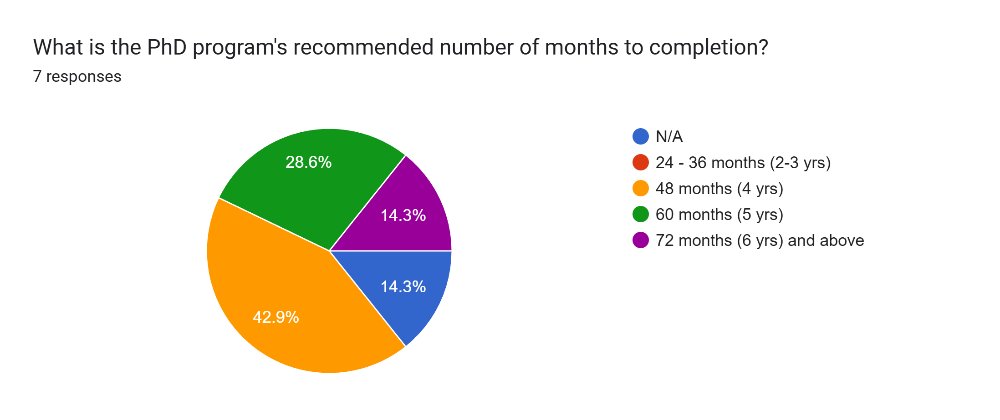 What is the PhD program's recommended number of months to completion?
7 responses
28.6%
14.3%
14.3%
42.9%
N/A
24 - 36 months (2-3 yrs)
48 months (4 yrs)
60 months (5 yrs)
72 months (6 yrs) and above